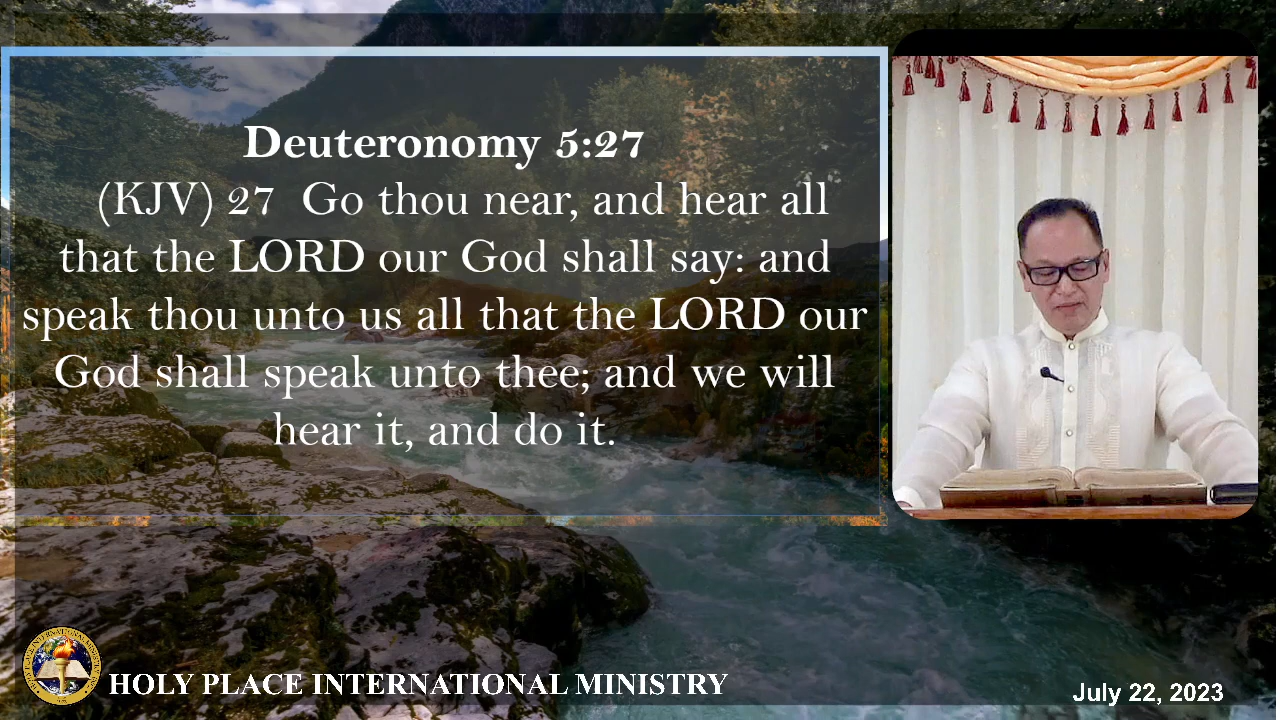 Deuteronomy 5:27
(KJV) 27 Go thou near, and hear all
that the LORD our God shall say: and
speak thou unto us all that the LORD our
God shall speak unto thee; and we will
hear it, and do it.
HOLY PLACE INTERNATIONAL MINISTRY
July 22, 2023